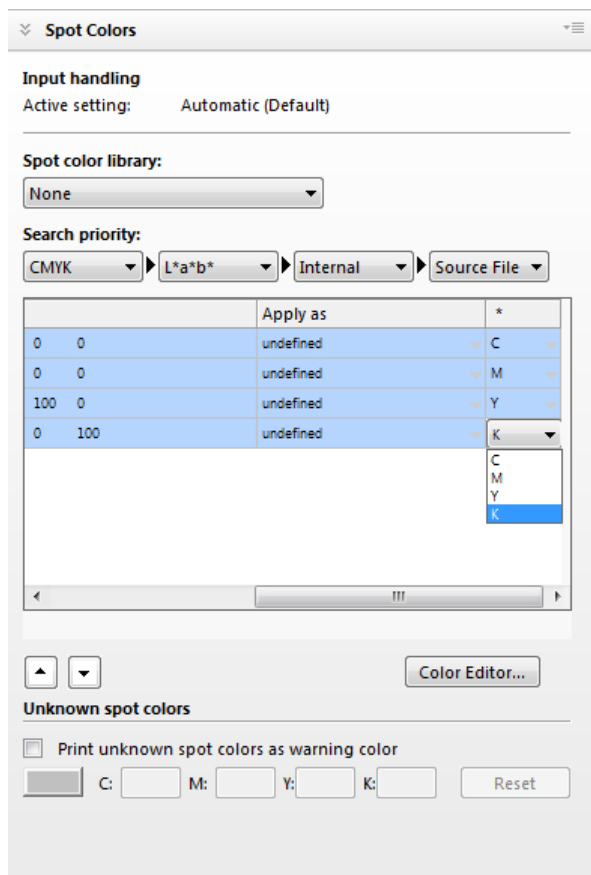 Spot Colors
Input handling
Active setting: Automatic (Default)
Spot color library:
None
Search priority:
CMYK L*a*b* Internal Source File
Apply as *
0 0 undefined C
0 0 undefined M
100 0 undefined Y
0 100 undefined K
C
M
Y
K
Color Editor...
Unknown spot colors
Print unknown spot colors as warning color
C: M: Y: K: Reset